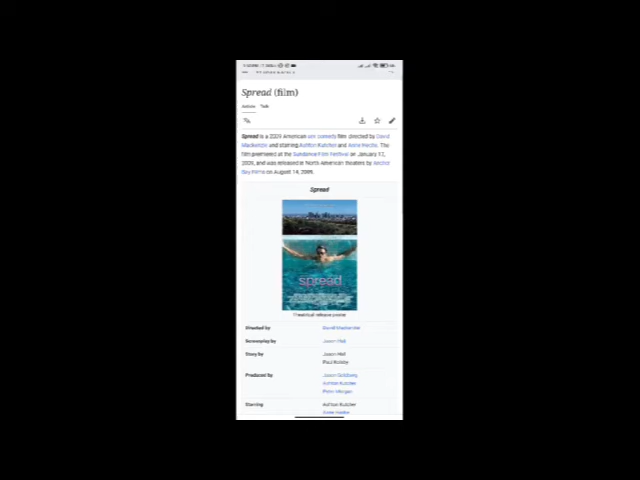 Spread (film)
Article Talk
Spread is a 2009 American sex comedy film directed by David
Mackenzie and starring Ashton Kutcher and Anne Heche. The
film premiered at the Sundance Film Festival on January 17,
2009, and was released in North American theaters by Anchor
Bay Films on August 14, 2009.
Spread
spread
Theatrical release poster
Directed by David Mackenzie
Screenplay by Jason Hall
Story by Jason Hall
Paul Kolsby
Produced by Jason Goldberg
Ashton Kutcher
Peter Morgan
Starring Ashton Kutcher
Anne Heche